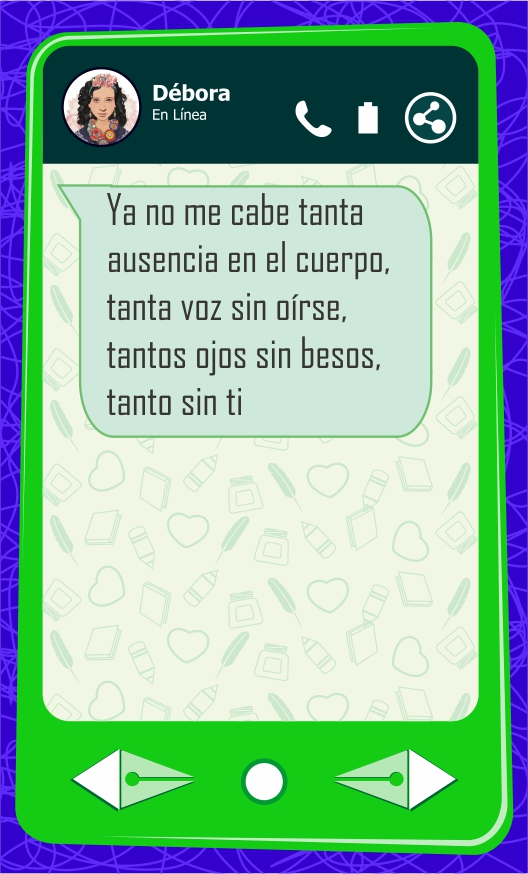 Débora
En Línea
Ya no me cabe tanta
ausencia en el cuerpo,
tanta voz sin oírse,
tantos ojos sin besos,
tanto sin ti